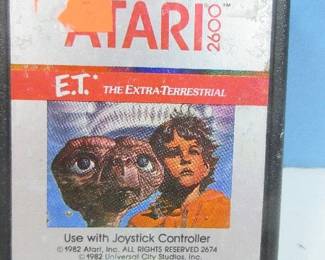 ATARI 2600™
E.T.* THE EXTRA-TERRESTRIAL
Use with Joystick Controller
© 1982 Atari, Inc. ALL RIGHTS RESERVED 2674
© 1982 Universal City Studios, Inc.